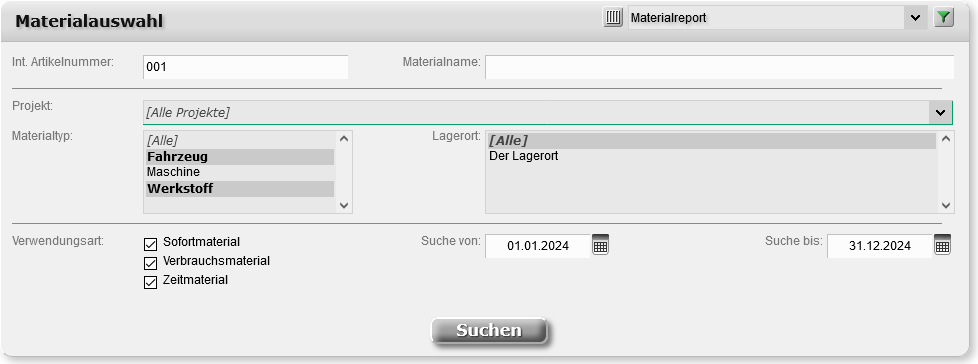 Materialauswahl
Materialreport
Int. Artikelnummer: 001 Materialname:
Projekt: [Alle Projekte]
Materialtyp: [Alle]
Fahrzeug
Maschine
Werkstoff
Lagerort: [Alle]
Der Lagerort
Verwendungsart: Sofortmaterial
Verbrauchsmaterial
Zeitmaterial
Suche von: 01.01.2024
Suche bis: 31.12.2024
Suchen